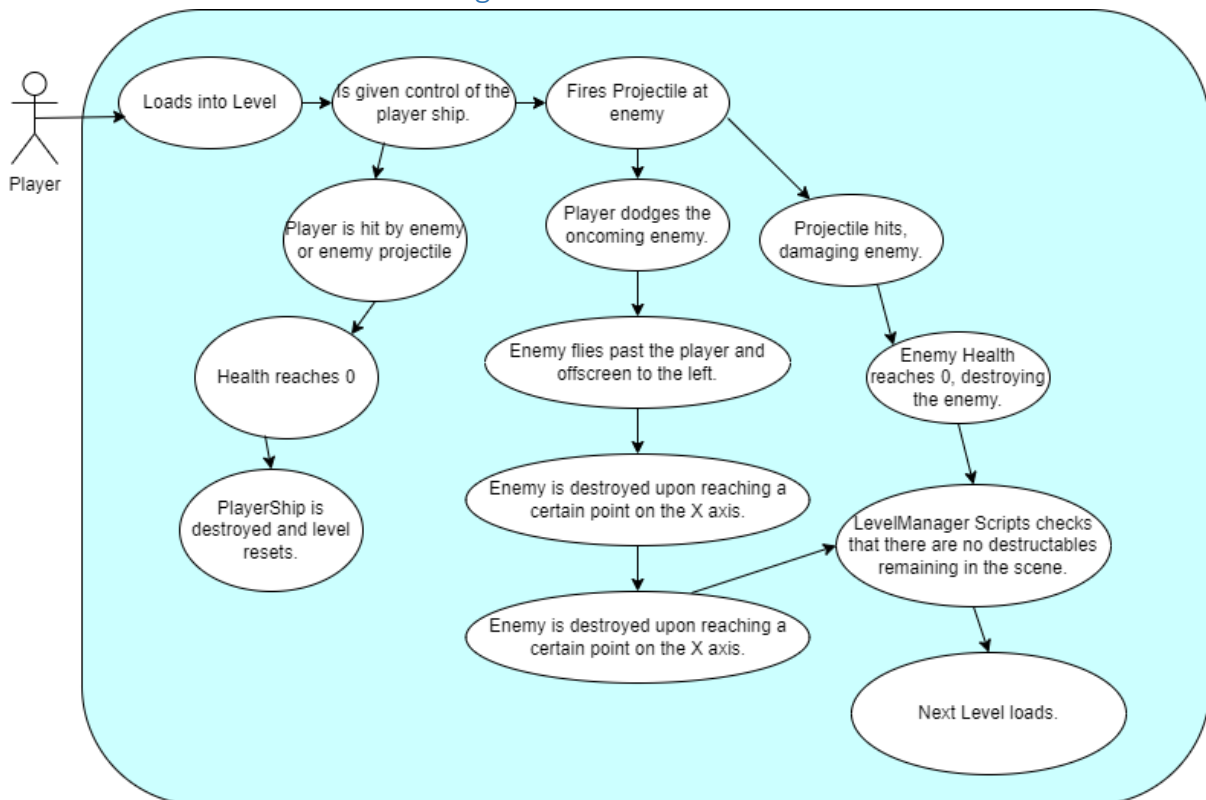 Loads into Level
Is given control of the
player ship.
Fires Projectile at
enemy
Player
Player is hit by enemy
or enemy projectile
Player dodges the
oncoming enemy.
Projectile hits,
damaging enemy.
Health reaches 0
Enemy flies past the player and
offscreen to the left.
Enemy Health
reaches 0, destroying
the enemy.
PlayerShip is
destroyed and level
resets.
Enemy is destroyed upon reaching a
certain point on the X axis.
LevelManager Scripts checks
that there are no destructables
remaining in the scene.
Enemy is destroyed upon reaching a
certain point on the X axis.
Next Level loads.